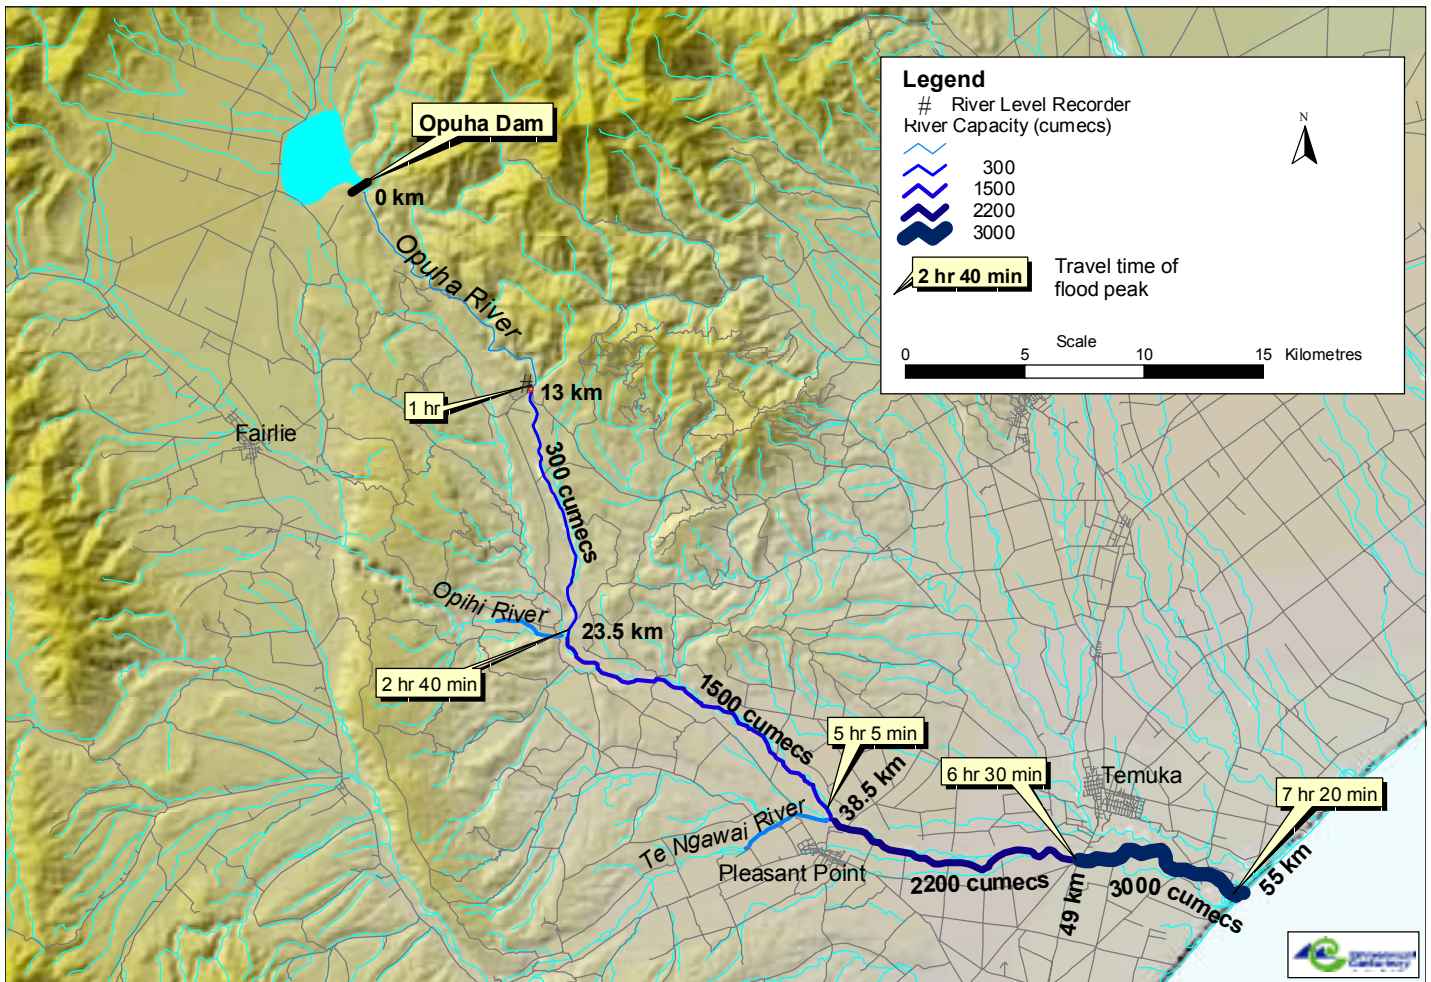 Legend
# River Level Recorder
River Capacity (cumecs)
300
1500
2200
3000
2 hr 40 min
Travel time of
flood peak
N
Scale
0 5 10 15 Kilometres
Opuha Dam
0 km
Opuha River
1 hr
13 km
Fairlie
300 cumecs
Opihi River
23.5 km
2 hr 40 min
1500 cumecs
5 hr 5 min
38.5 km
6 hr 30 min
Temuka
7 hr 20 min
Te Ngawai River
Pleasant Point
2200 cumecs
49 km
3000 cumecs
55 km